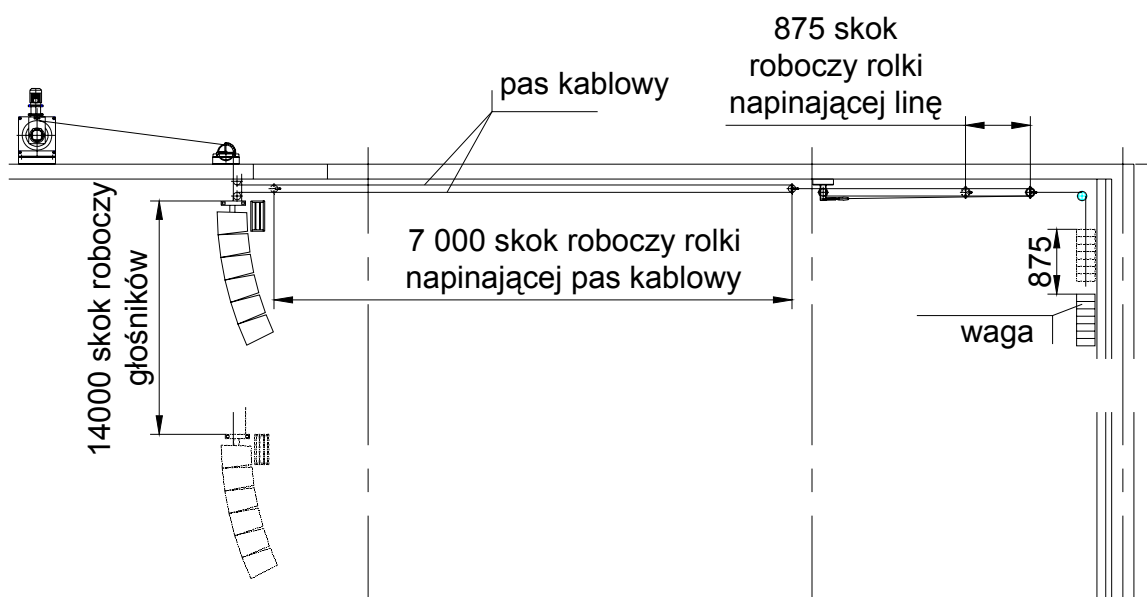 875 skok
roboczy rolki
napinającej linę
pas kablowy
14000 skok roboczy
głośników
7 000 skok roboczy rolki
napinającej pas kablowy
875
waga